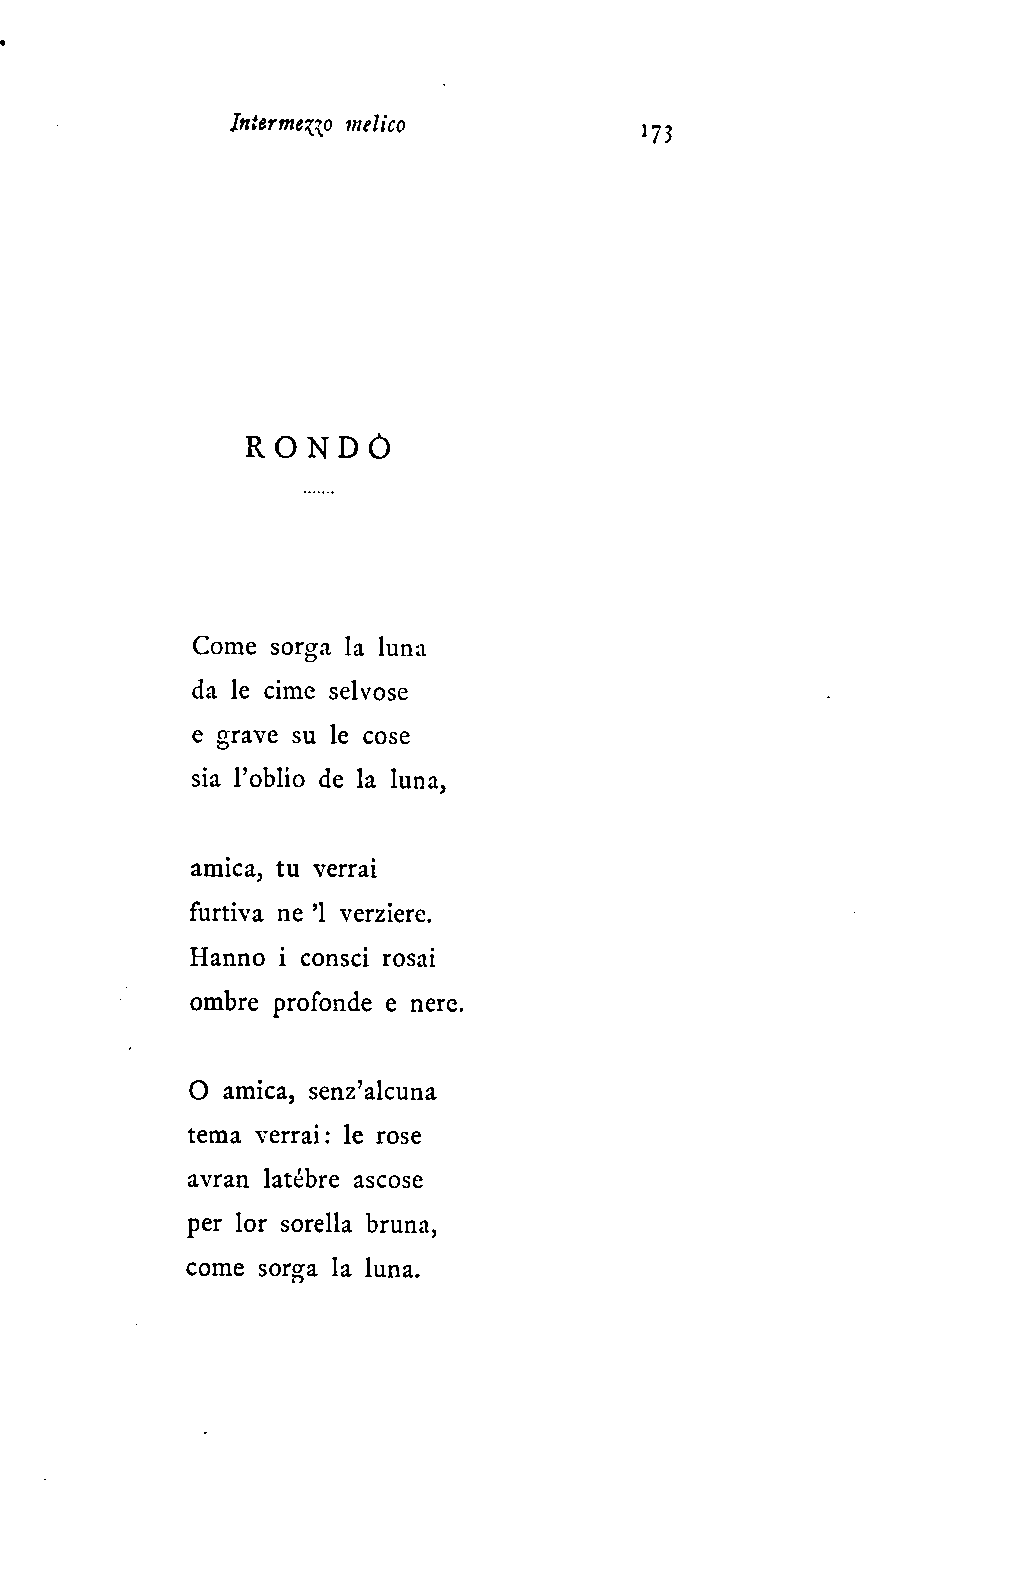 Intermezzo melico 173
RONDÒ
Come sorga la luna
da le cime selvose
e grave su le cose
sia l'oblio de la luna,
amica, tu verrai
furtiva ne 'l verziere.
Hanno i consci rosai
ombre profonde e nere.
O amica, senz'alcuna
tema verrai: le rose
avran latébre ascose
per lor sorella bruna,
come sorga la luna.